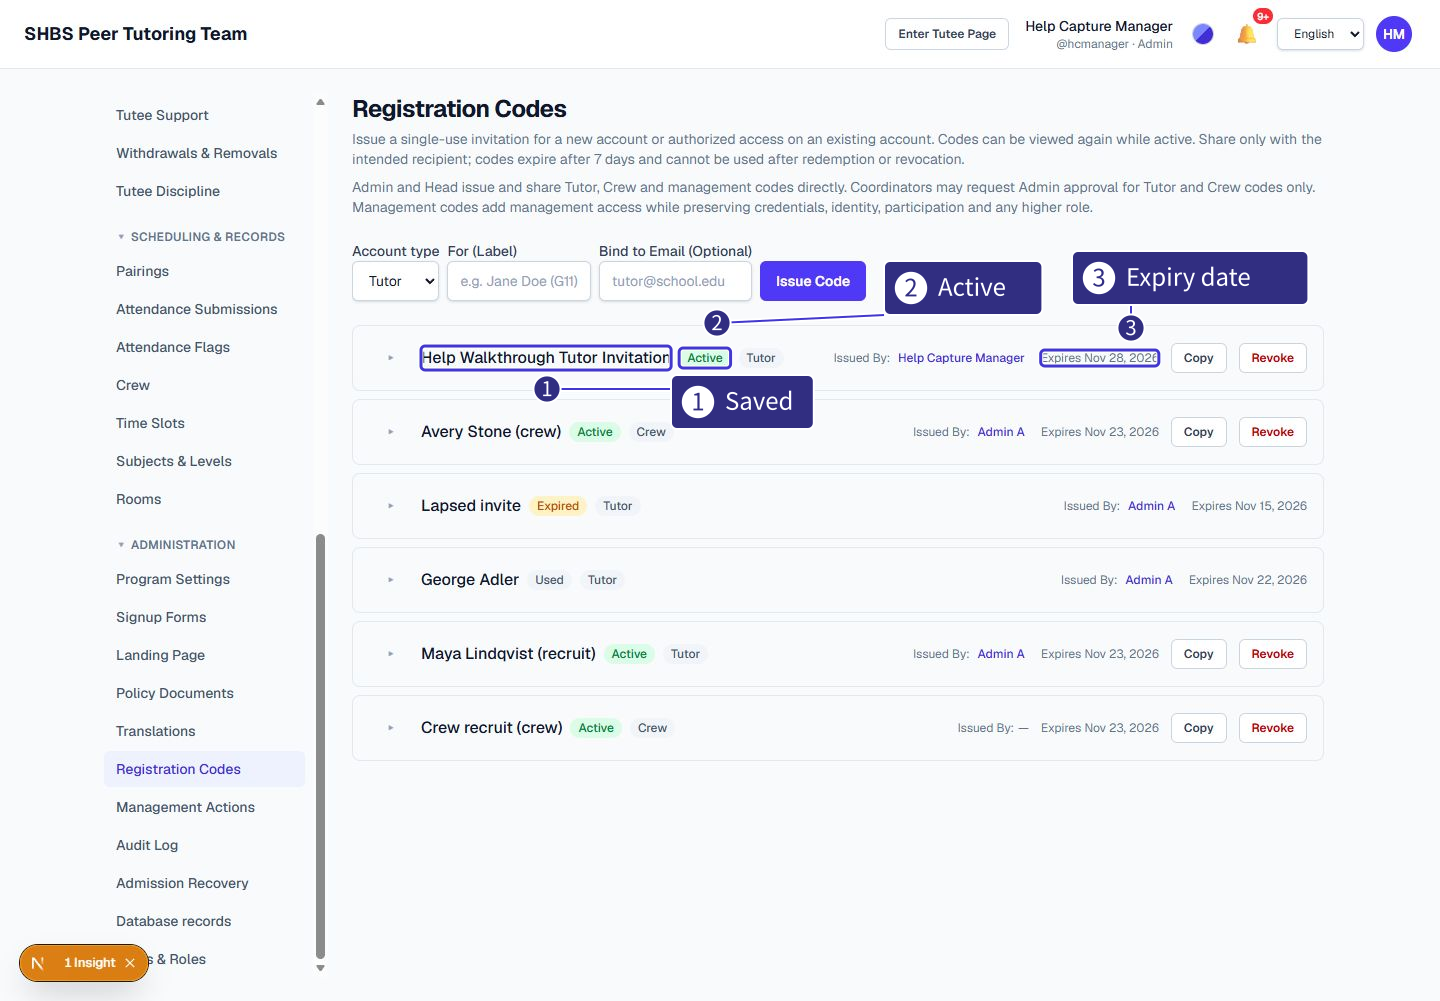 SHBS Peer Tutoring Team
Enter Tutee Page
Help Capture Manager
@hcmanager · Admin
9+
English
HM
Tutee Support
Withdrawals & Removals
Tutee Discipline
SCHEDULING & RECORDS
Pairings
Attendance Submissions
Attendance Flags
Crew
Time Slots
Subjects & Levels
Rooms
ADMINISTRATION
Program Settings
Signup Forms
Landing Page
Policy Documents
Translations
Registration Codes
Management Actions
Audit Log
Admission Recovery
Database records
& Roles
1 Insight
Registration Codes
Issue a single-use invitation for a new account or authorized access on an existing account. Codes can be viewed again while active. Share only with the
intended recipient; codes expire after 7 days and cannot be used after redemption or revocation.
Admin and Head issue and share Tutor, Crew and management codes directly. Coordinators may request Admin approval for Tutor and Crew codes only.
Management codes add management access while preserving credentials, identity, participation and any higher role.
Account type For (Label) Bind to Email (Optional)
Tutor e.g. Jane Doe (G11) tutor@school.edu Issue Code
2 Active
3 Expiry date
2
3
Help Walkthrough Tutor Invitation Active Tutor Issued By: Help Capture Manager Expires Nov 28, 2026 Copy Revoke
1
1 Saved
Avery Stone (crew) Active Crew Issued By: Admin A Expires Nov 23, 2026 Copy Revoke
Lapsed invite Expired Tutor Issued By: Admin A Expires Nov 15, 2026
George Adler Used Tutor Issued By: Admin A Expires Nov 22, 2026
Maya Lindqvist (recruit) Active Tutor Issued By: Admin A Expires Nov 23, 2026 Copy Revoke
Crew recruit (crew) Active Crew Issued By: — Expires Nov 23, 2026 Copy Revoke